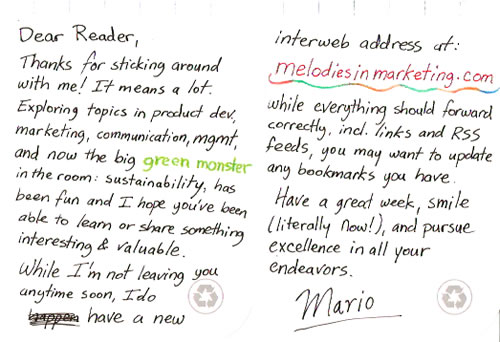 Dear Reader,
Thanks for sticking around
with me! It means a lot.
Exploring topics in product dev,
marketing, communication, mgmt,
and now the big green monster
in the room: sustainability, has
been fun and I hope you've been
able to learn or share something
interesting & valuable.
While I'm not leaving you
anytime soon, I do
have a new
interweb address at:
melodiesinmarketing.com
while everything should forward
correctly, incl. links and RSS
feeds, you may want to update
any bookmarks you have.
Have a great week, smile
(literally now!), and pursue
excellence in all your
endeavors.
Mario